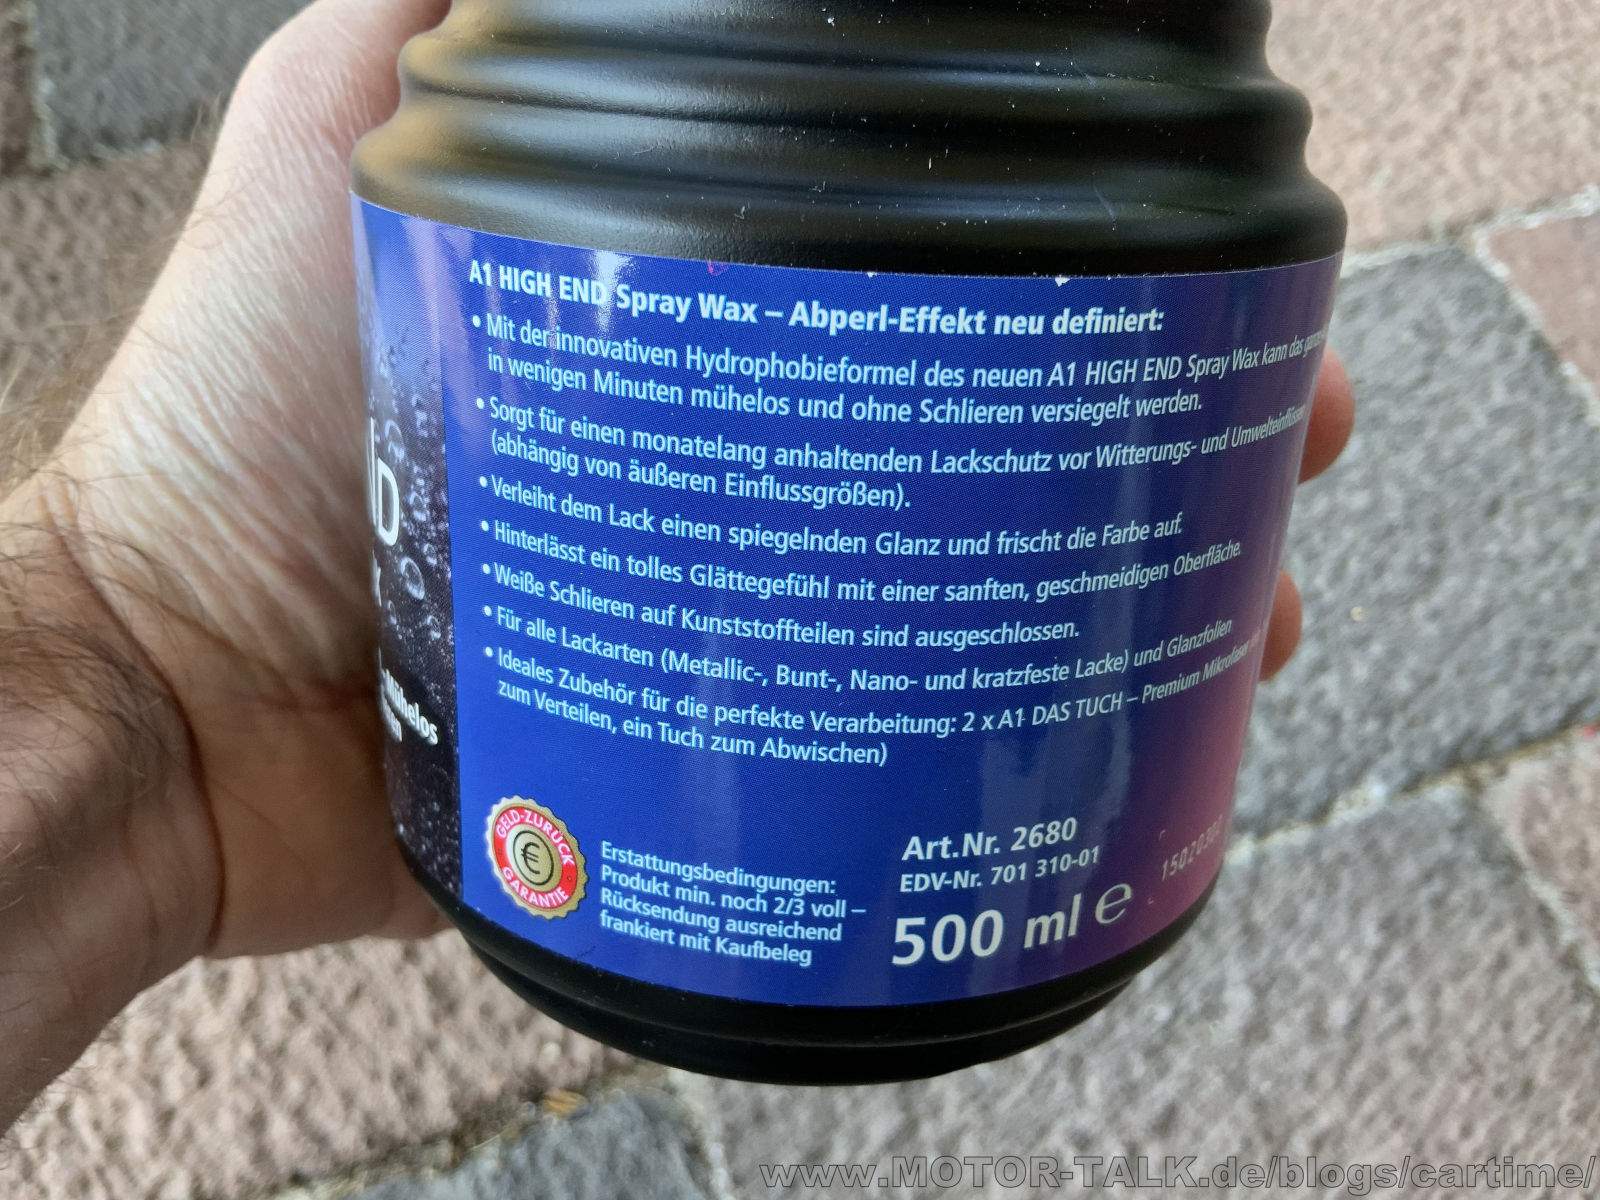 A1 HIGH END Spray Wax – Abperl-Effekt neu definiert:
• Mit der innovativen Hydrophobieformel des neuen A1 HIGH END Spray Wax kann das
in wenigen Minuten mühelos und ohne Schlieren versiegelt werden.
• Sorgt für einen monatelang anhaltenden Lackschutz vor Witterungs- und Umwelteinflüssen
(abhängig von äußeren Einflussgrößen).
• Verleiht dem Lack einen spiegelnden Glanz und frischt die Farbe auf.
• Hinterlässt ein tolles Glättegefühl mit einer sanften, geschmeidigen Oberfläche.
• Weiße Schlieren auf Kunststoffteilen sind ausgeschlossen.
• Für alle Lackarten (Metallic-, Bunt-, Nano- und kratzfeste Lacke) und Glanzfolien
• Ideales Zubehör für die perfekte Verarbeitung: 2 x A1 DAS TUCH – Premium Mikrofaser
zum Verteilen, ein Tuch zum Abwischen)
Mühelos
GELD-ZURÜCK
€
GARANTIE
Erstattungsbedingungen:
Produkt min. noch 2/3 voll –
Rücksendung ausreichend
frankiert mit Kaufbeleg
Art.Nr. 2680
EDV-Nr. 701 310-01
500 ml e
www.MOTOR-TALK.de/blogs/cartime/